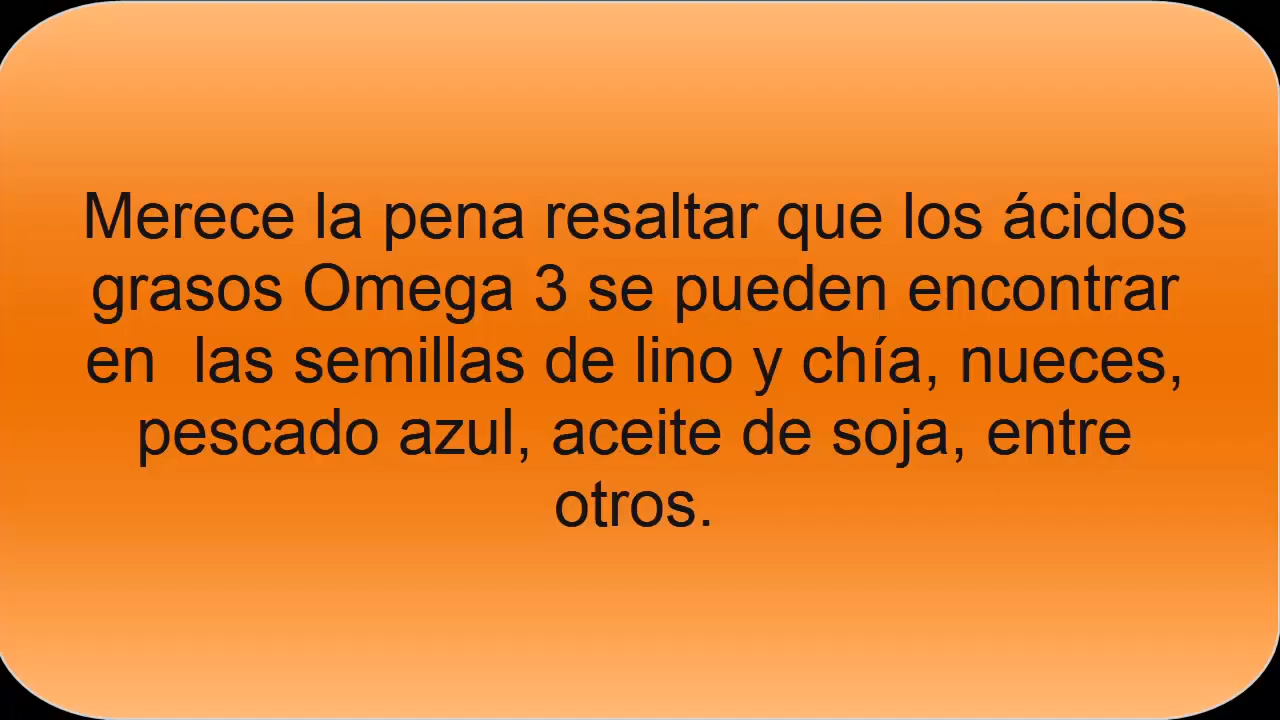 Merece la pena resaltar que los ácidos
grasos Omega 3 se pueden encontrar
en  las semillas de lino y chía, nueces,
pescado azul, aceite de soja, entre
otros.